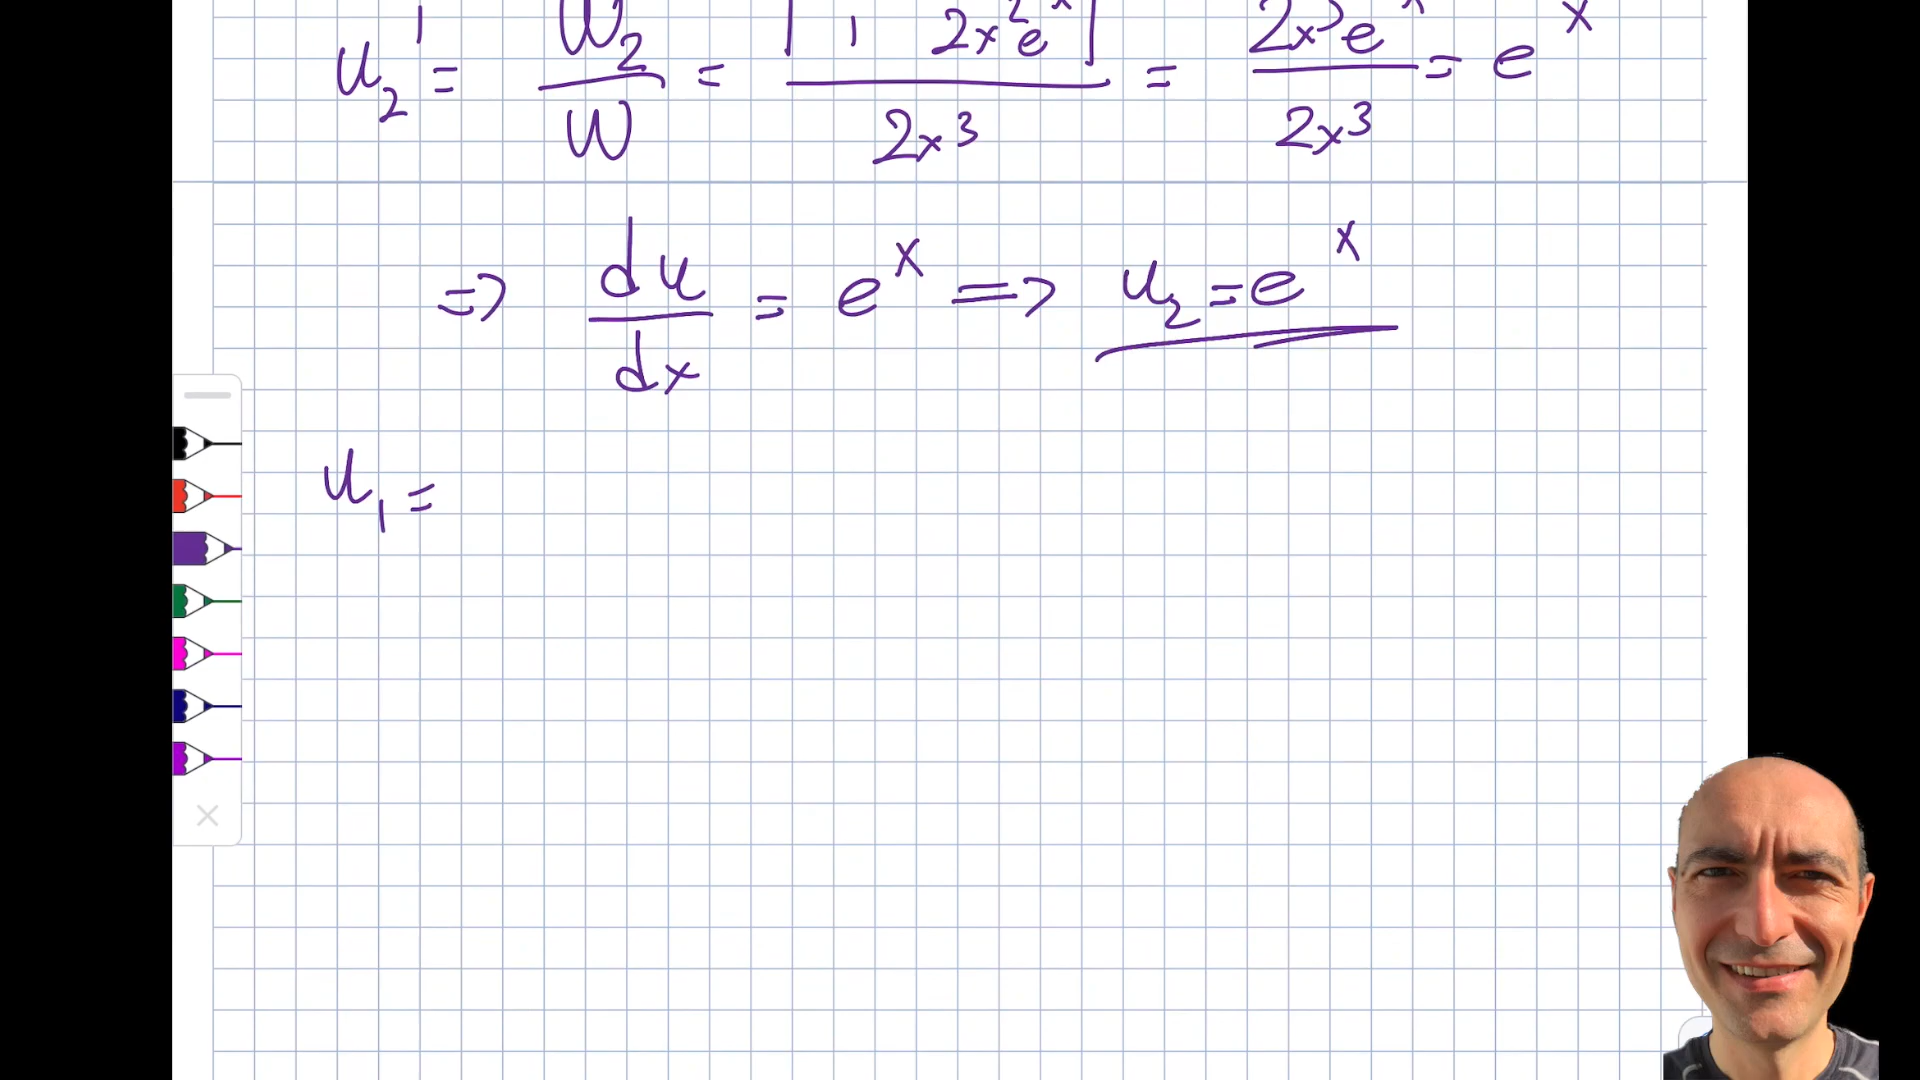 u₂' = W₂/W = |1 2x²eˣ|/2x³ = 2x³eˣ/2x³ = eˣ
=> du/dx = eˣ => u₂ = eˣ
u₁ =